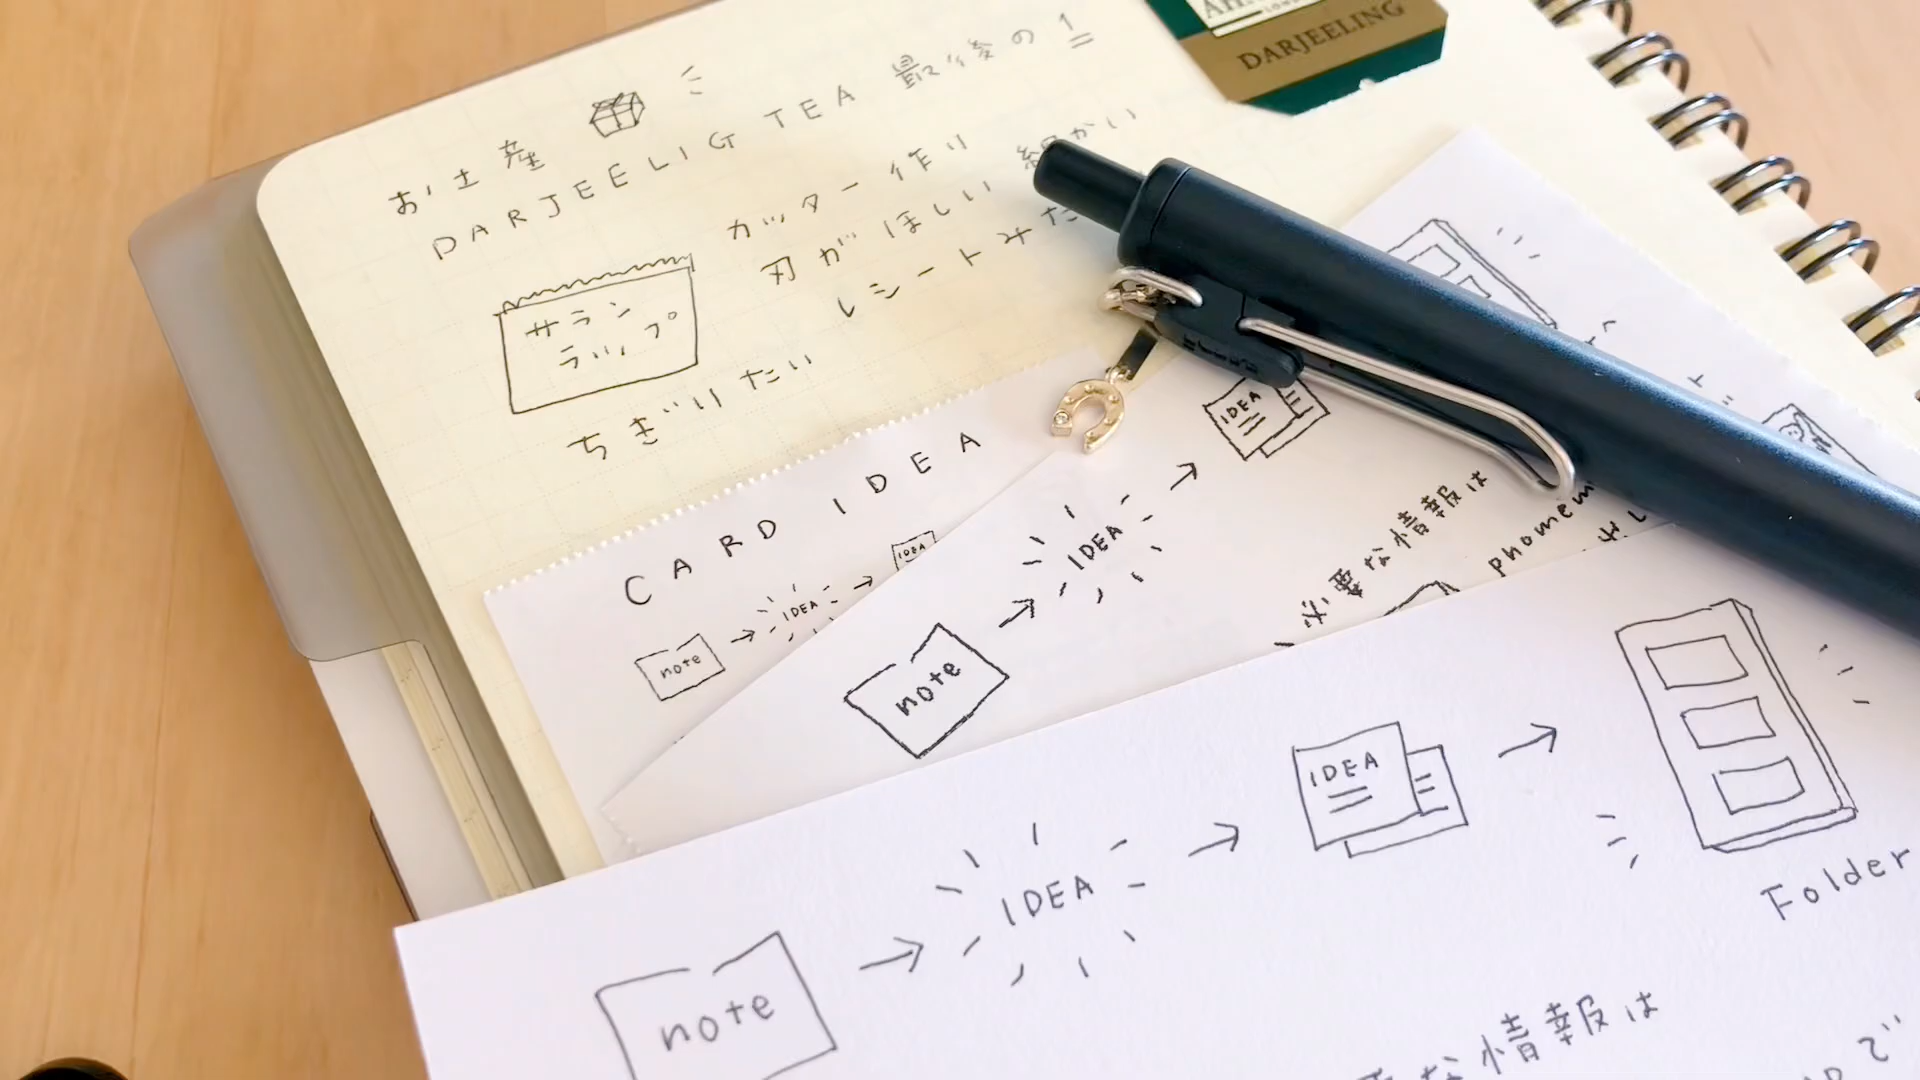 DARJEELING
お土産
DARJEELIG TEA 最後の1
カッター作り
刃がほしい 細かい
レシートみた
サラン
ラップ
ちぎりたい
CARD IDEA
note → IDEA → IDEA
note → IDEA → IDEA
必要な情報は
phomem
note → IDEA → IDEA → Folder
な情報は
で